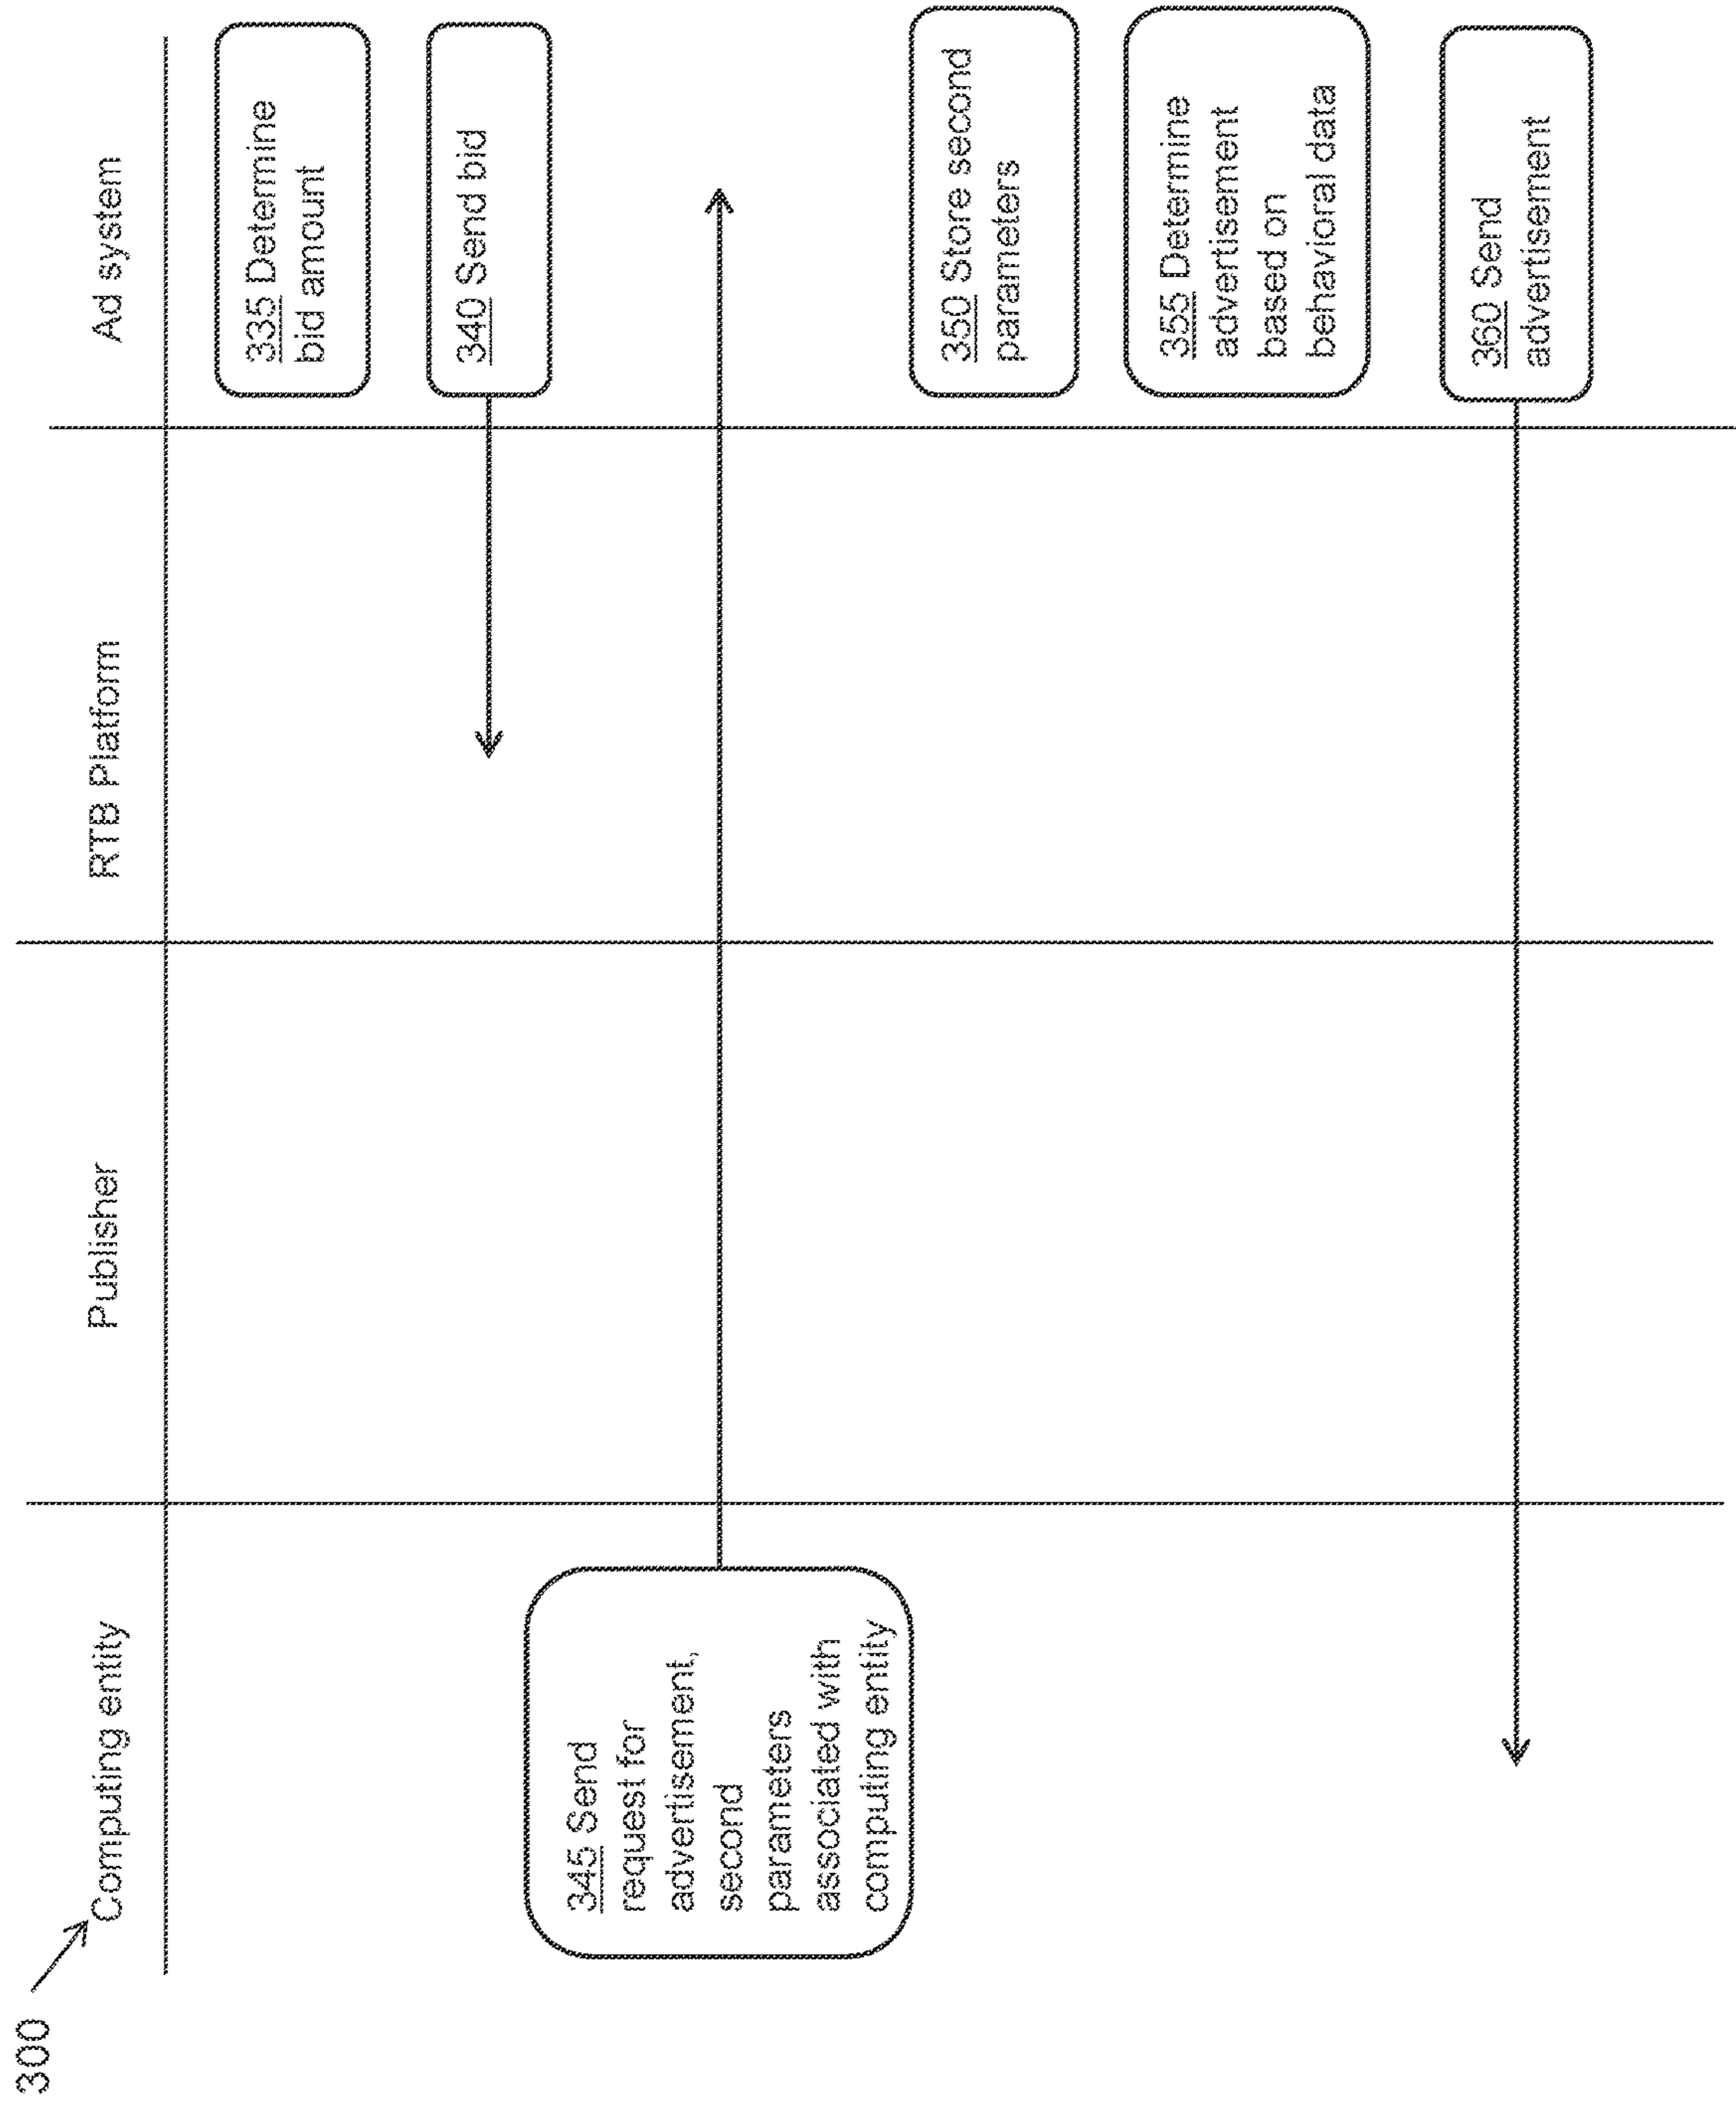 300
Computing entity
Publisher
RTB Platform
Ad system
335 Determine
bid amount
340 Send bid
345 Send
request for
advertisement,
second
parameters
associated with
computing entity
350 Store second
parameters
355 Determine
advertisement
based on
behavioral data
360 Send
advertisement